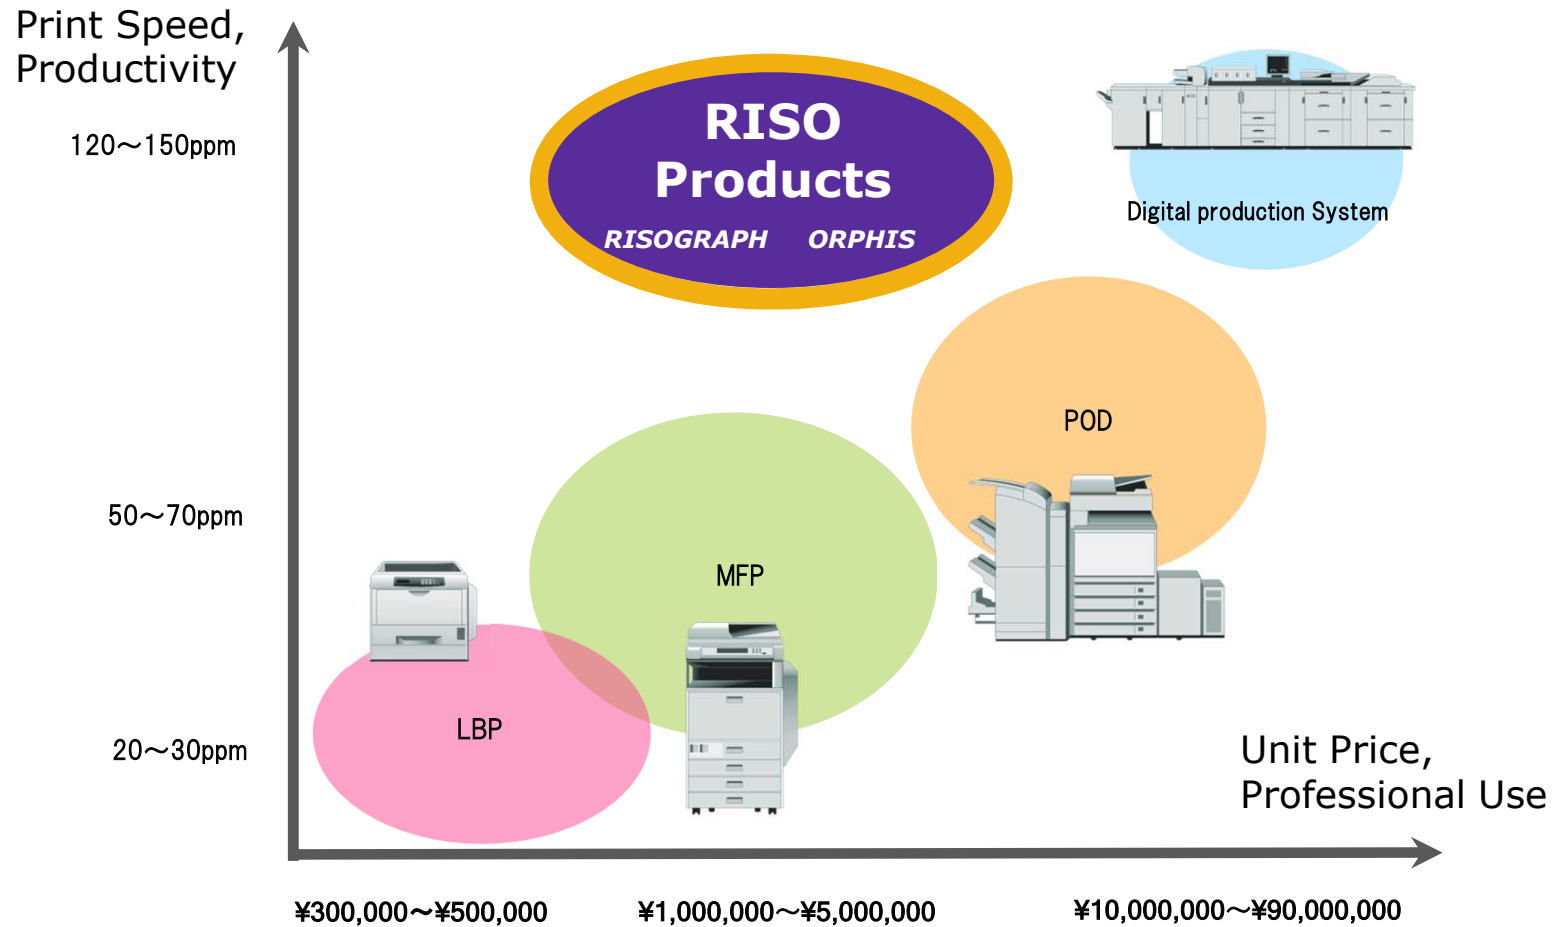 Print Speed,
Productivity
120～150ppm
RISO
Products
RISOGRAPH ORPHIS
Digital production System
POD
50～70ppm
MFP
LBP
20～30ppm
Unit Price,
Professional Use
¥300,000～¥500,000
¥1,000,000～¥5,000,000
¥10,000,000～¥90,000,000